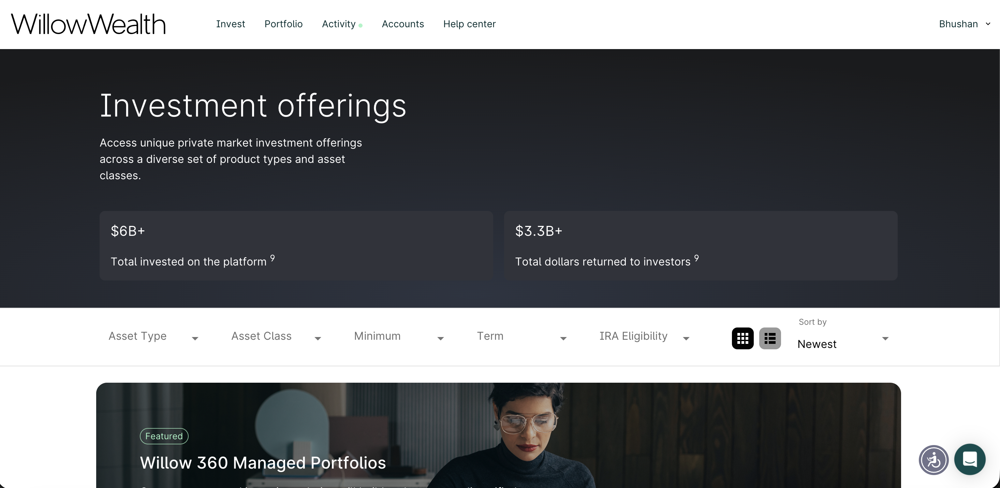 WillowWealth
Invest
Portfolio
Activity
Accounts
Help center
Bhushan
Investment offerings
Access unique private market investment offerings
across a diverse set of product types and asset
classes.
$6B+
Total invested on the platform 9
$3.3B+
Total dollars returned to investors 9
Asset Type
Asset Class
Minimum
Term
IRA Eligibility
Sort by
Newest
Featured
Willow 360 Managed Portfolios